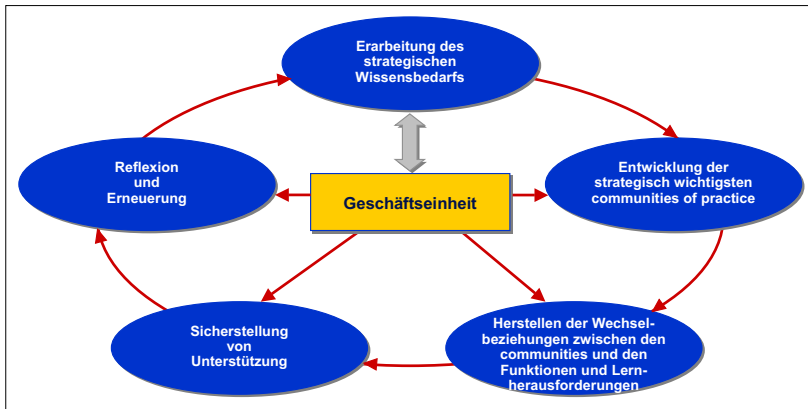 Erarbeitung des
strategischen
Wissensbedarfs
Reflexion
und
Erneuerung
Geschäftseinheit
Entwicklung der
strategisch wichtigsten
communities of practice
Sicherstellung
von
Unterstützung
Herstellen der Wechsel-
beziehungen zwischen den
communities und den
Funktionen und Lern-
herausforderungen